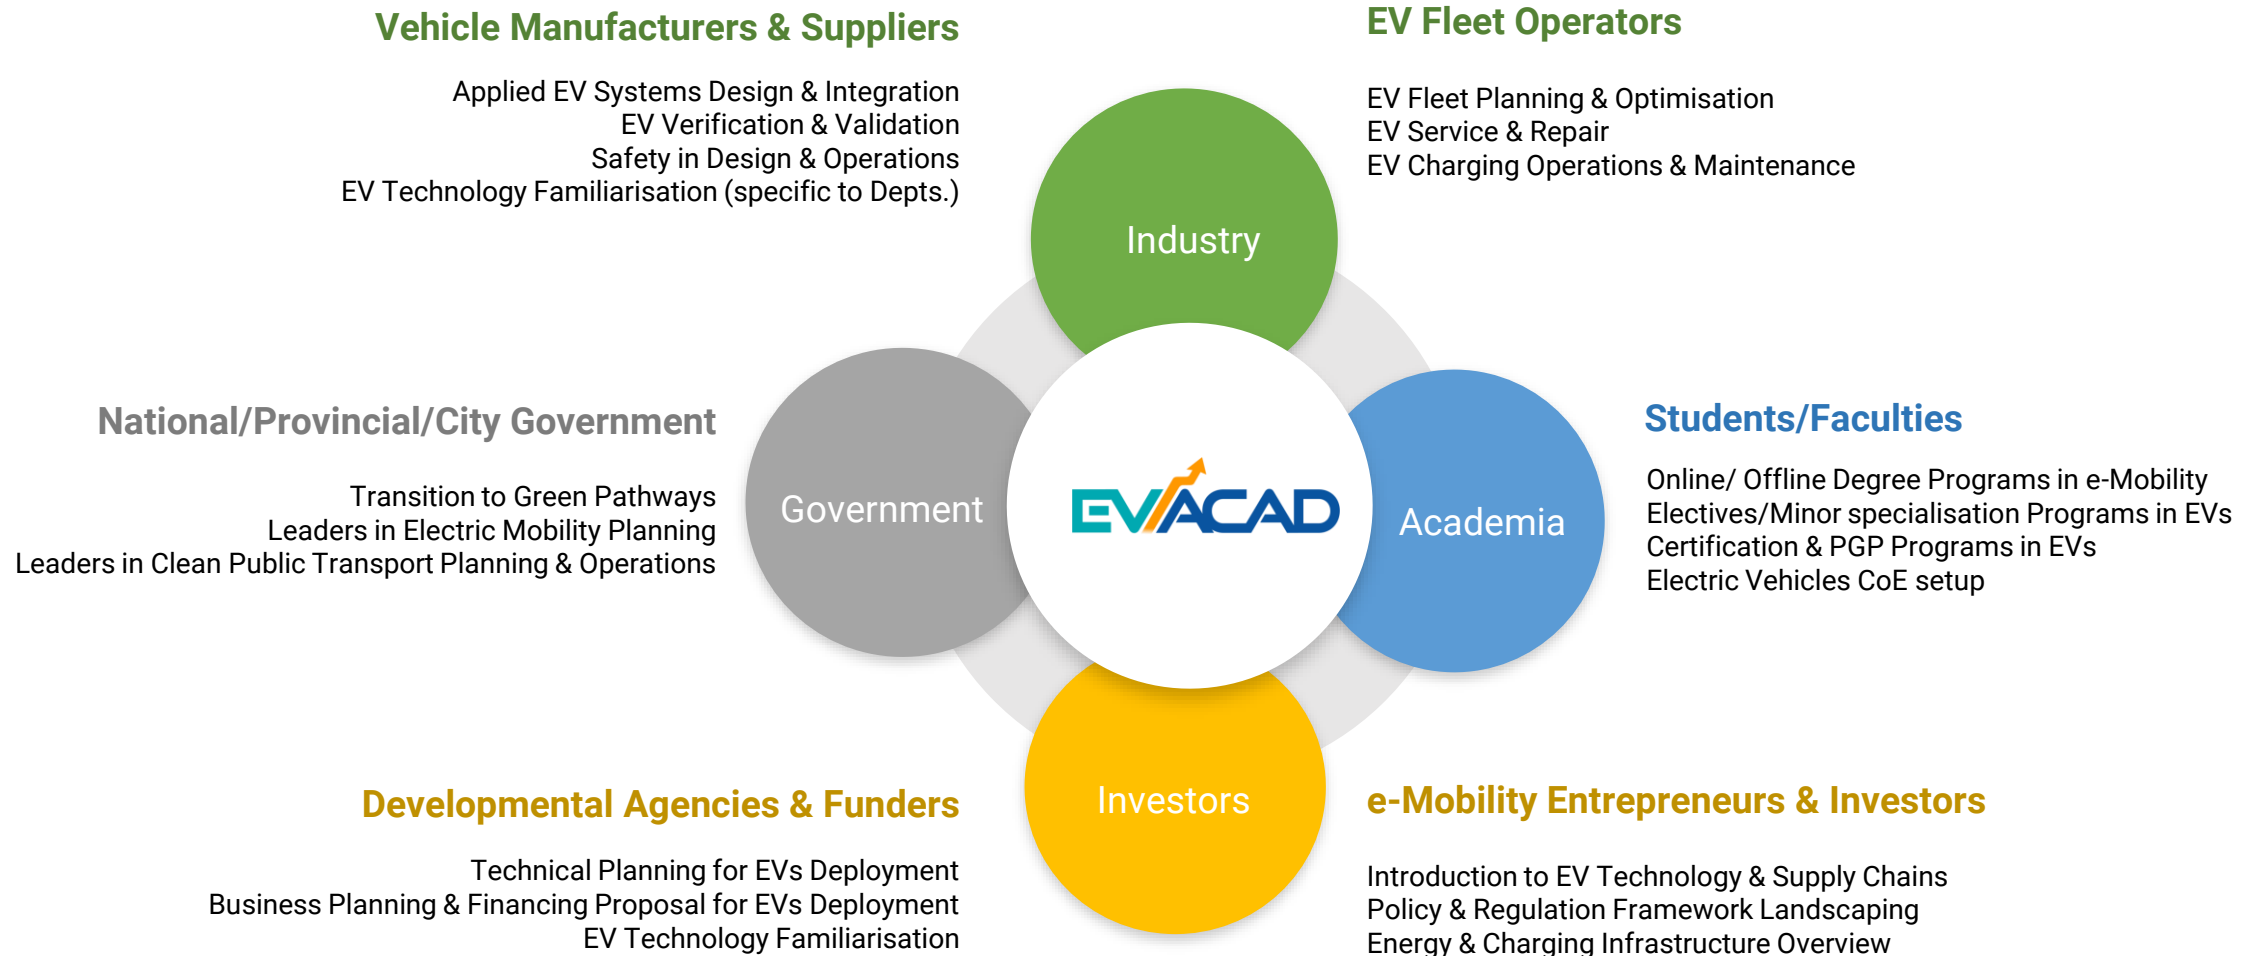 Vehicle Manufacturers & Suppliers
Applied EV Systems Design & Integration
EV Verification & Validation
Safety in Design & Operations
EV Technology Familiarisation (specific to Depts.)
EV Fleet Operators
EV Fleet Planning & Optimisation
EV Service & Repair
EV Charging Operations & Maintenance
Industry
National/Provincial/City Government
Transition to Green Pathways
Leaders in Electric Mobility Planning
Leaders in Clean Public Transport Planning & Operations
Government
EVACAD
Academia
Students/Faculties
Online/ Offline Degree Programs in e-Mobility
Electives/Minor specialisation Programs in EVs
Certification & PGP Programs in EVs
Electric Vehicles CoE setup
Investors
Developmental Agencies & Funders
Technical Planning for EVs Deployment
Business Planning & Financing Proposal for EVs Deployment
EV Technology Familiarisation
e-Mobility Entrepreneurs & Investors
Introduction to EV Technology & Supply Chains
Policy & Regulation Framework Landscaping
Energy & Charging Infrastructure Overview